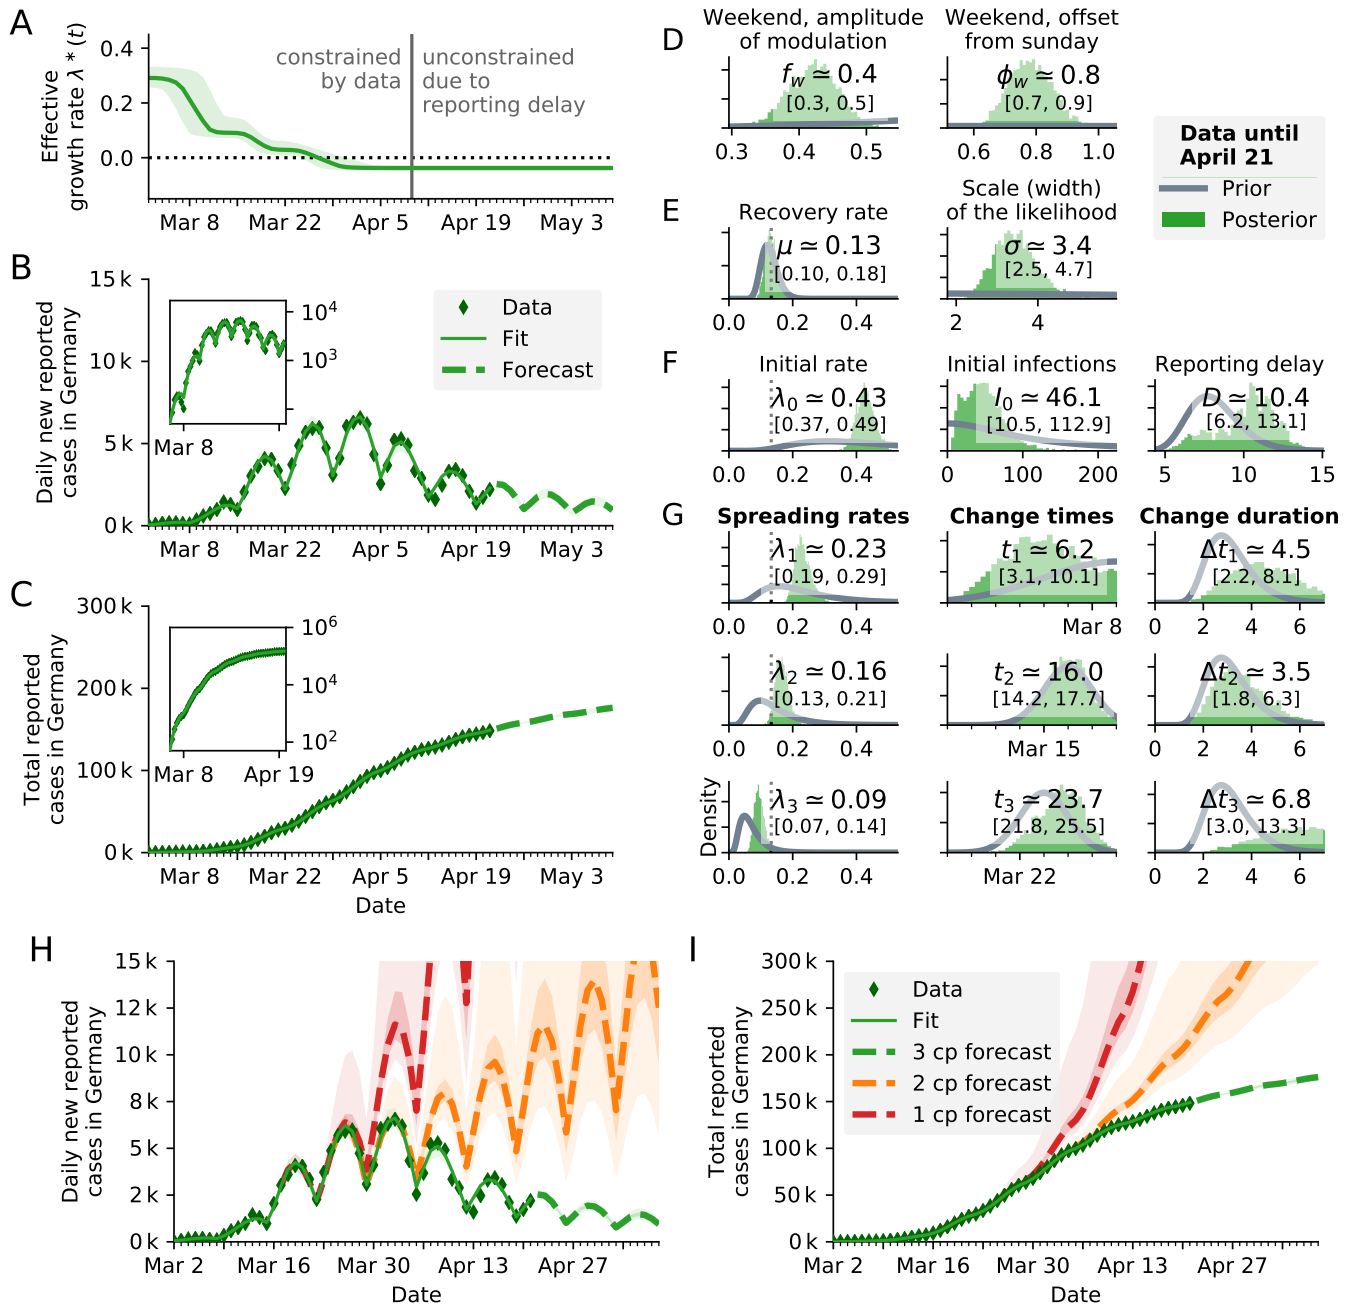 A
Effective
growth rate λ * (t)
0.4
0.2
0.0
constrained
by data
unconstrained
due to
reporting delay
Mar 8
Mar 22
Apr 5
Apr 19
May 3
B
Daily new reported
cases in Germany
15 k
10 k
5 k
0 k
10⁴
10³
Mar 8
Data
Fit
Forecast
Mar 8
Mar 22
Apr 5
Apr 19
May 3
C
Total reported
cases in Germany
300 k
200 k
100 k
0 k
10⁶
10⁴
10²
Mar 8
Apr 19
Mar 8
Mar 22
Apr 5
Apr 19
May 3
Date
D
Weekend, amplitude
of modulation
f_w ≃ 0.4
[0.3, 0.5]
0.3
0.4
0.5
Weekend, offset
from sunday
ϕ_w ≃ 0.8
[0.7, 0.9]
0.6
0.8
1.0
Data until
April 21
Prior
Posterior
E
Recovery rate
μ ≃ 0.13
[0.10, 0.18]
0.0
0.2
0.4
Scale (width)
of the likelihood
σ ≃ 3.4
[2.5, 4.7]
2
4
F
Initial rate
λ₀ ≃ 0.43
[0.37, 0.49]
0.0
0.2
0.4
Initial infections
I₀ ≃ 46.1
[10.5, 112.9]
0
100
200
Reporting delay
D ≃ 10.4
[6.2, 13.1]
5
10
15
G
Spreading rates
λ₁ ≃ 0.23
[0.19, 0.29]
0.0
0.2
0.4
Change times
t₁ ≃ 6.2
[3.1, 10.1]
Mar 8
Change duration
Δt₁ ≃ 4.5
[2.2, 8.1]
0
2
4
6
λ₂ ≃ 0.16
[0.13, 0.21]
0.0
0.2
0.4
t₂ ≃ 16.0
[14.2, 17.7]
Mar 15
Δt₂ ≃ 3.5
[1.8, 6.3]
0
2
4
6
Density
λ₃ ≃ 0.09
[0.07, 0.14]
0.0
0.2
0.4
t₃ ≃ 23.7
[21.8, 25.5]
Mar 22
Δt₃ ≃ 6.8
[3.0, 13.3]
0
2
4
6
H
Daily new reported
cases in Germany
15 k
12 k
10 k
8 k
5 k
2 k
0 k
Mar 2
Mar 16
Mar 30
Apr 13
Apr 27
Date
I
Total reported
cases in Germany
300 k
250 k
200 k
150 k
100 k
50 k
0 k
Data
Fit
3 cp forecast
2 cp forecast
1 cp forecast
Mar 2
Mar 16
Mar 30
Apr 13
Apr 27
Date